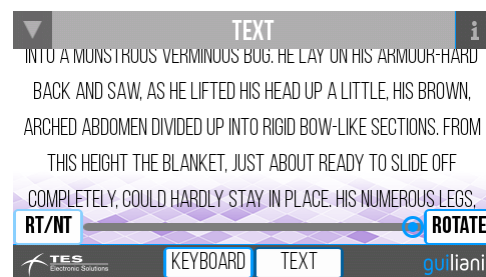 TEXT
i
INTO A MONSTROUS VERMINOUS BUG. HE LAY ON HIS ARMOUR-HARD
BACK AND SAW, AS HE LIFTED HIS HEAD UP A LITTLE, HIS BROWN,
ARCHED ABDOMEN DIVIDED UP INTO RIGID BOW-LIKE SECTIONS. FROM
THIS HEIGHT THE BLANKET, JUST ABOUT READY TO SLIDE OFF
COMPLETELY, COULD HARDLY STAY IN PLACE. HIS NUMEROUS LEGS,
RT/NT ROTATE
TES
Electronic Solutions
KEYBOARD TEXT
guiliani